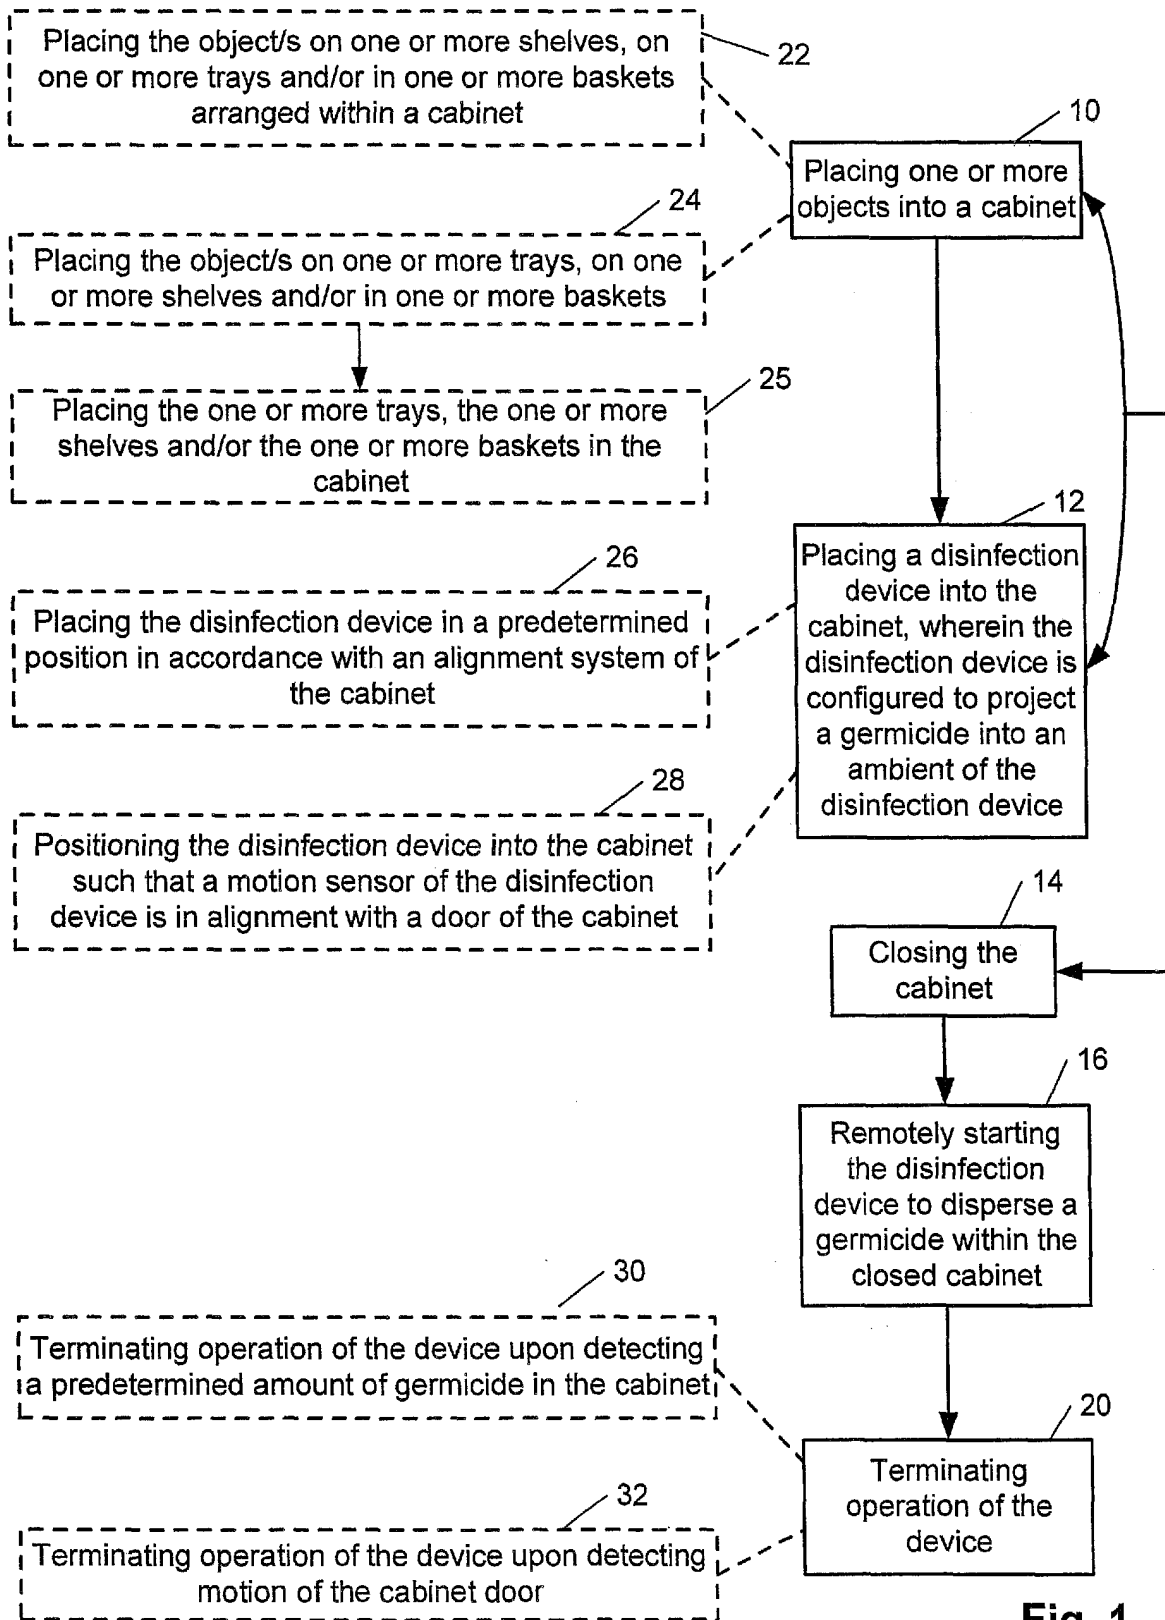 Placing the object/s on one or more shelves, on
one or more trays and/or in one or more baskets
arranged within a cabinet
22
10
Placing one or more
objects into a cabinet
24
Placing the object/s on one or more trays, on one
or more shelves and/or in one or more baskets
25
Placing the one or more trays, the one or more
shelves and/or the one or more baskets in the
cabinet
12
Placing a disinfection
device into the
cabinet, wherein the
disinfection device is
configured to project
a germicide into an
ambient of the
disinfection device
26
Placing the disinfection device in a predetermined
position in accordance with an alignment system of
the cabinet
28
Positioning the disinfection device into the cabinet
such that a motion sensor of the disinfection
device is in alignment with a door of the cabinet
14
Closing the
cabinet
16
Remotely starting
the disinfection
device to disperse a
germicide within the
closed cabinet
30
Terminating operation of the device upon detecting
a predetermined amount of germicide in the cabinet
20
Terminating
operation of the
device
32
Terminating operation of the device upon detecting
motion of the cabinet door
Fig. 1